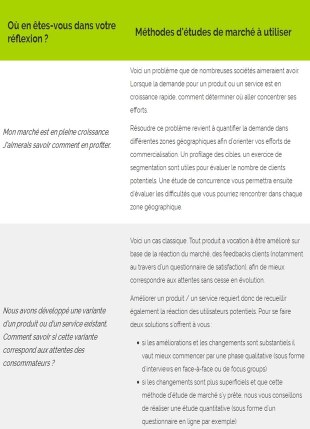 Où en êtes-vous dans votre
réflexion ?
Méthodes d'études de marché à utiliser
Mon marché est en pleine croissance.
J'aimerais savoir comment en profiter.
Voici un problème que de nombreuses sociétés aimeraient avoir.
Lorsque la demande pour un produit ou un service est en
croissance rapide, comment déterminer où aller concentrer ses
efforts.
Résoudre ce problème revient à quantifier la demande dans
différentes zones géographiques afin d'orienter vos efforts de
commercialisation. Un profilage des cibles, un exercice de
segmentation sont utiles pour évaluer le nombre de clients
potentiels. Une étude de concurrence vous permettra ensuite
d'évaluer les difficultés que vous pourriez rencontrer dans chaque
zone géographique.
Nous avons développé une variante
d'un produit ou d'un service existant.
Comment savoir si cette variante
correspond aux attentes des
consommateurs ?
Voici un cas classique. Tout produit a vocation à être amélioré sur
base de la réaction du marché, des feedbacks clients (notamment
au travers d'un questionnaire de satisfaction), afin de mieux
correspondre aux attentes sans cesse en évolution.
Améliorer un produit / un service requiert donc de recueillir
également la réaction des utilisateurs potentiels. Pour se faire
deux solutions s'offrent à vous :
• si les améliorations et les changements sont substantiels il
vaut mieux commencer par une phase qualitative (sous forme
d'interviews en face-à-face ou de focus groups)
• si les changements sont plus superficiels et que cette
méthode d'étude de marché s'y prête, nous vous conseillons
de réaliser une étude quantitative (sous forme d'un
questionnaire en ligne par exemple)